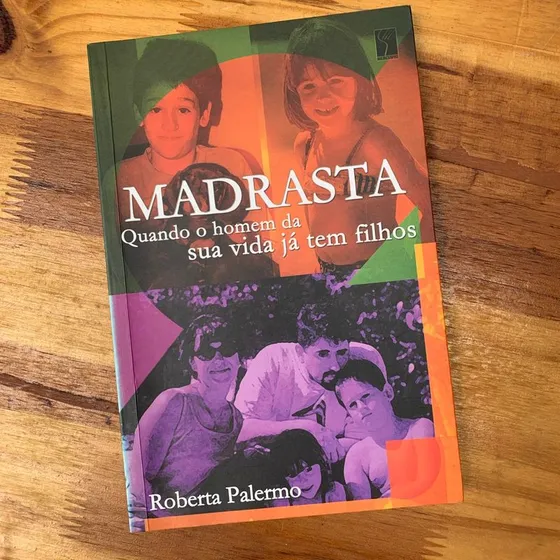 MADRASTA
Quando o homem da
sua vida já tem filhos
Roberta Palermo